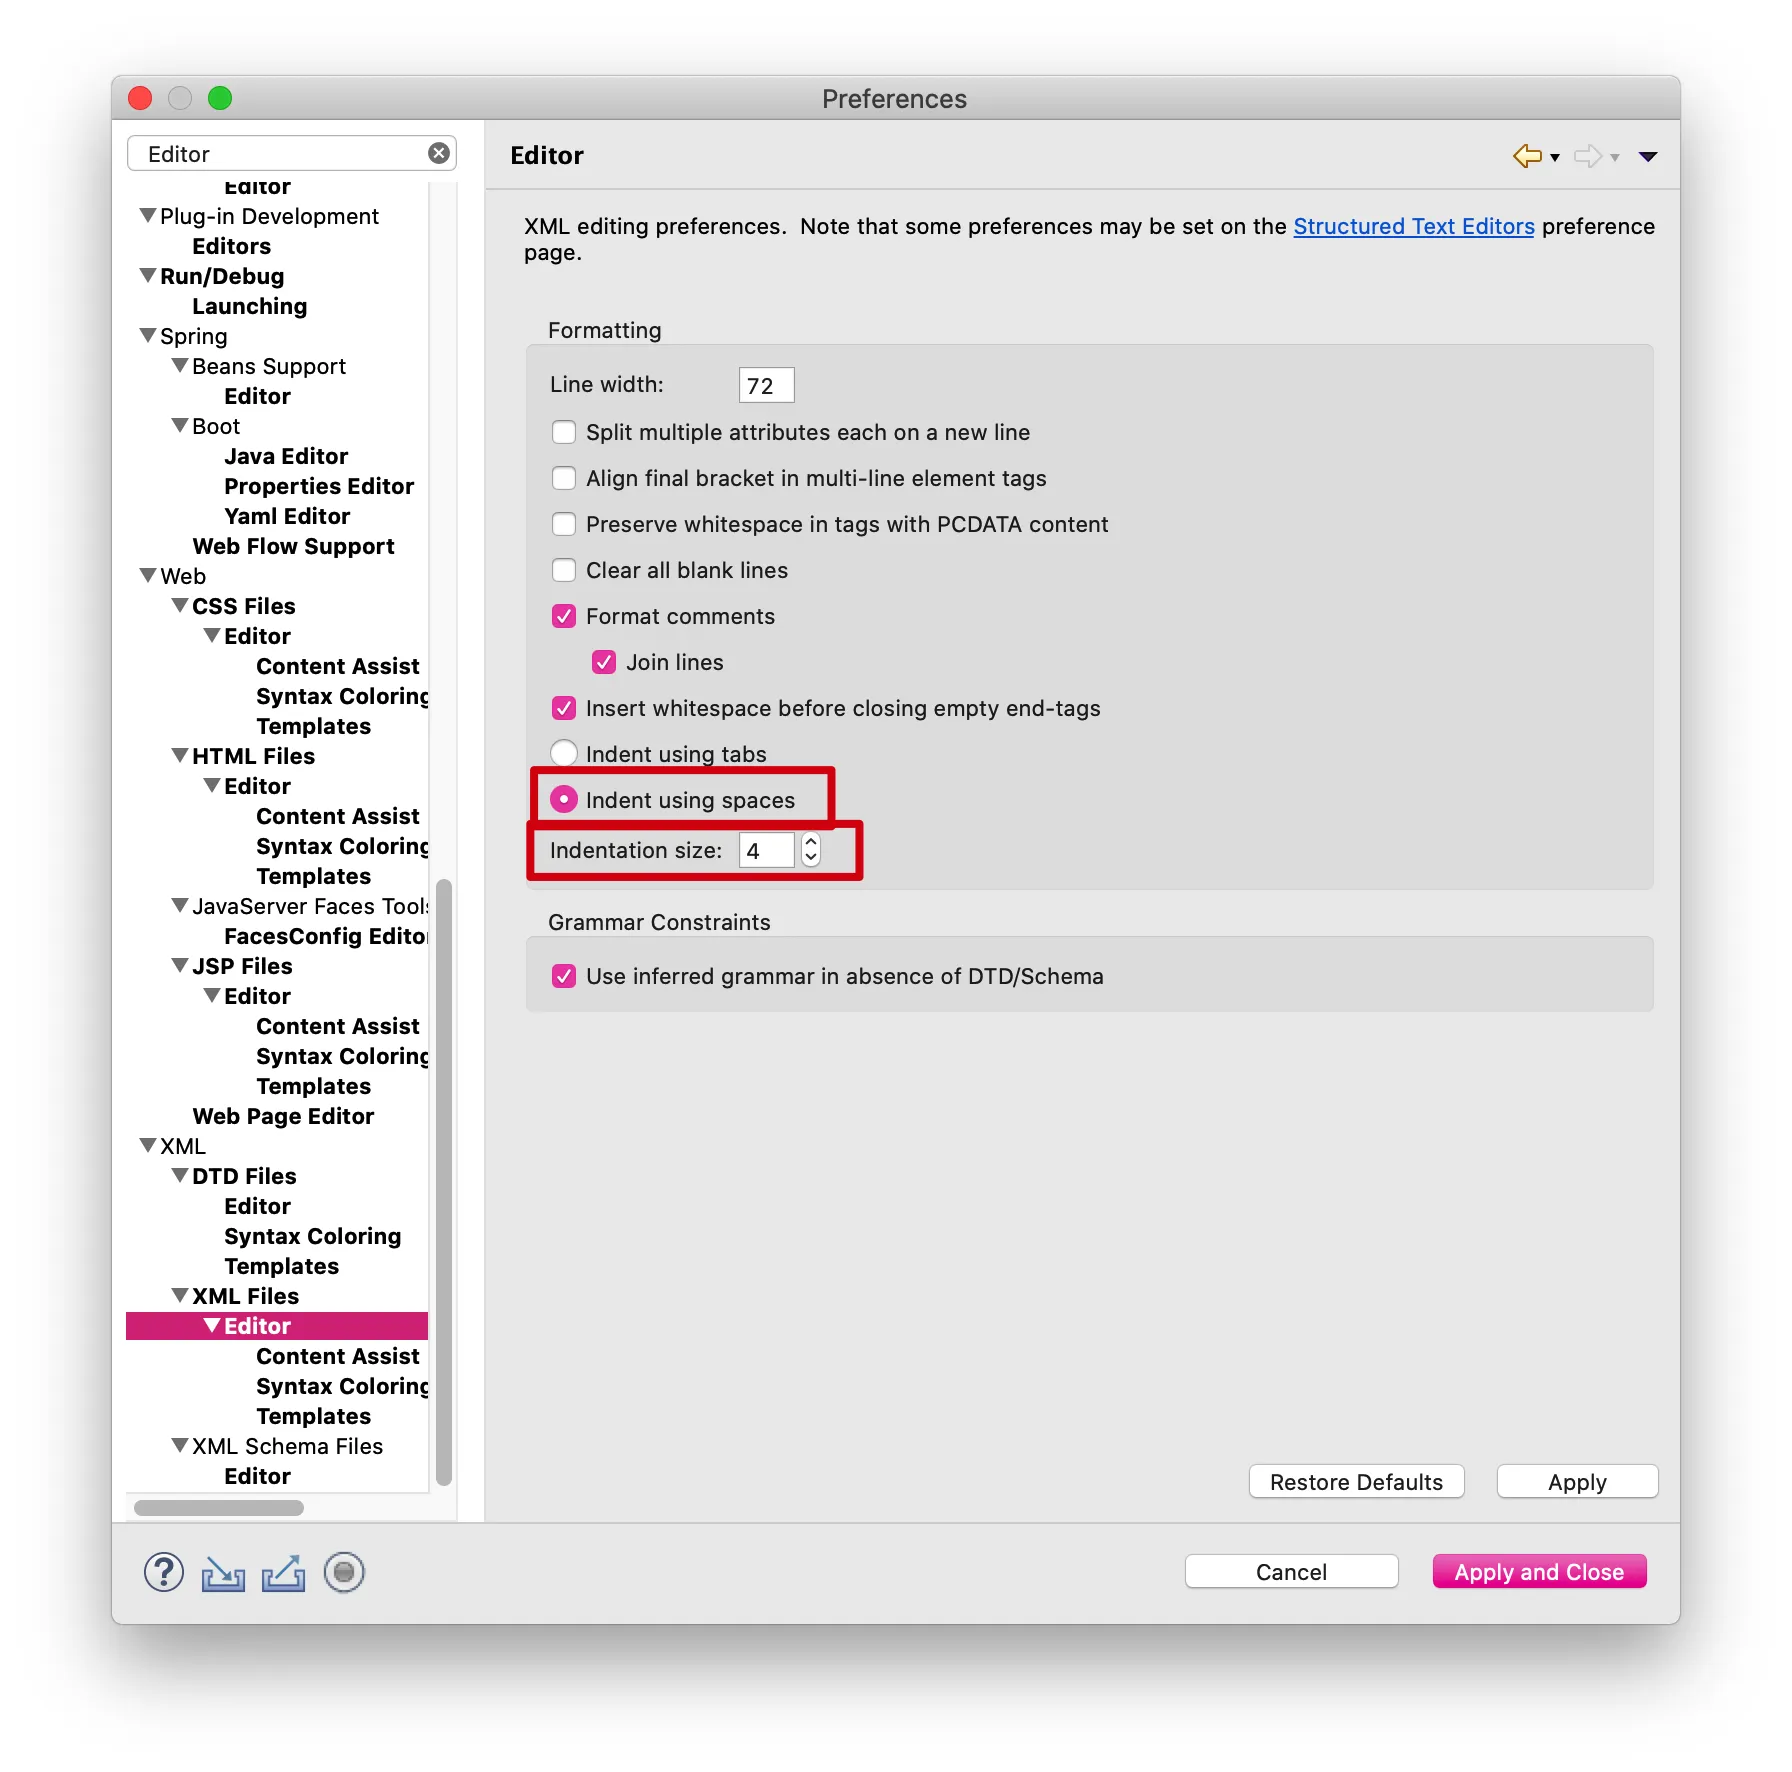 Preferences
Editor
Editor
Plug-in Development
Editors
Run/Debug
Launching
Spring
Beans Support
Editor
Boot
Java Editor
Properties Editor
Yaml Editor
Web Flow Support
Web
CSS Files
Editor
Content Assist
Syntax Coloring
Templates
HTML Files
Editor
Content Assist
Syntax Coloring
Templates
JavaServer Faces Tools
FacesConfig Editor
JSP Files
Editor
Content Assist
Syntax Coloring
Templates
Web Page Editor
XML
DTD Files
Editor
Syntax Coloring
Templates
XML Files
Editor
Content Assist
Syntax Coloring
Templates
XML Schema Files
Editor
Editor
XML editing preferences.  Note that some preferences may be set on the Structured Text Editors preference
page.
Formatting
Line width: 72
Split multiple attributes each on a new line
Align final bracket in multi-line element tags
Preserve whitespace in tags with PCDATA content
Clear all blank lines
Format comments
Join lines
Insert whitespace before closing empty end-tags
Indent using tabs
Indent using spaces
Indentation size: 4
Grammar Constraints
Use inferred grammar in absence of DTD/Schema
Restore Defaults
Apply
?
Cancel
Apply and Close